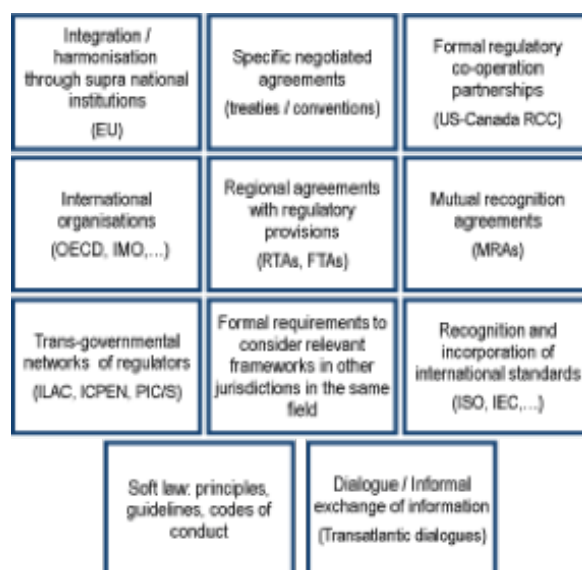 Integration /
harmonisation
through supra national
institutions
(EU)
Specific negotiated
agreements
(treaties / conventions)
Formal regulatory
co-operation
partnerships
(US-Canada RCC)
International
organisations
(OECD, IMO,...)
Regional agreements
with regulatory
provisions
(RTAs, FTAs)
Mutual recognition
agreements
(MRAs)
Trans-governmental
networks of regulators
(ILAC, ICPEN, PIC/S)
Formal requirements to
consider relevant
frameworks in other
jurisdictions in the same
field
Recognition and
incorporation of
international standards
(ISO, IEC,...)
Soft law: principles,
guidelines, codes of
conduct
Dialogue / Informal
exchange of information
(Transatlantic dialogues)